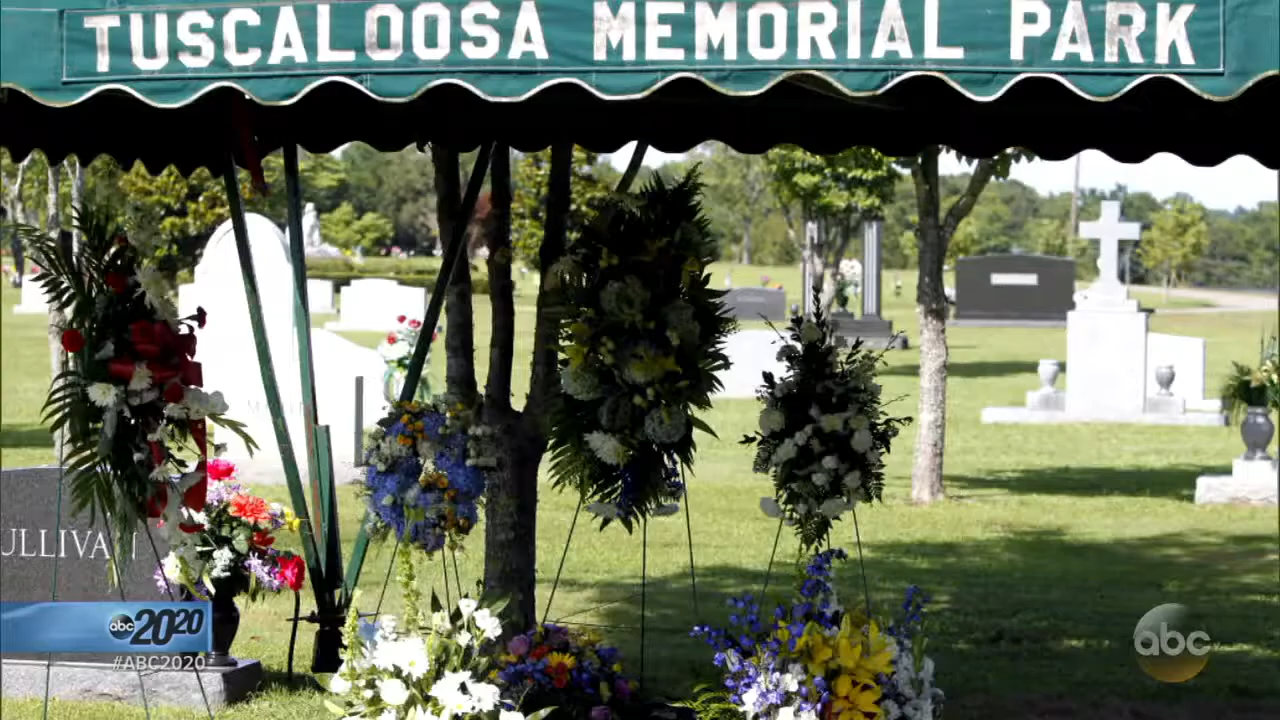 TUSCALOOSA MEMORIAL PARK
ULLIVAN
abc 20/20
#ABC2020
abc